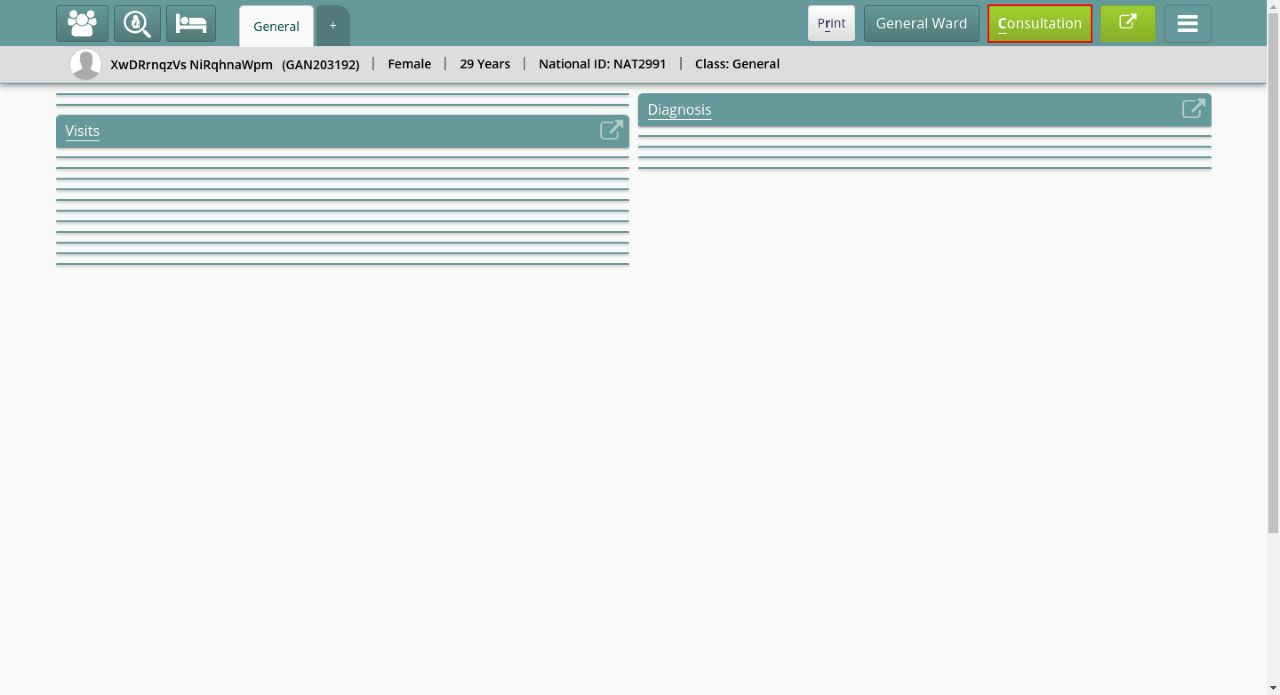 General + Print General Ward Consultation
XwDRrnqzVs NiRqhnaWpm (GAN203192) | Female | 29 Years | National ID: NAT2991 | Class: General
Visits
Diagnosis